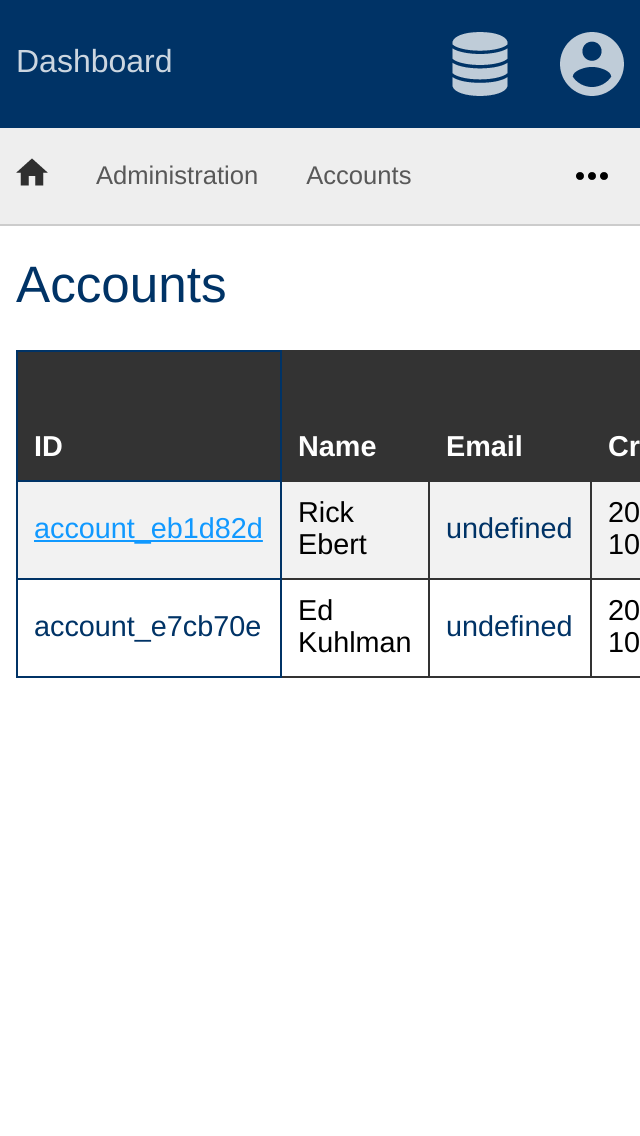 Dashboard
Administration Accounts
Accounts
ID Name Email Cr
account_eb1d82d Rick Ebert undefined 20 10
account_e7cb70e Ed Kuhlman undefined 20 10